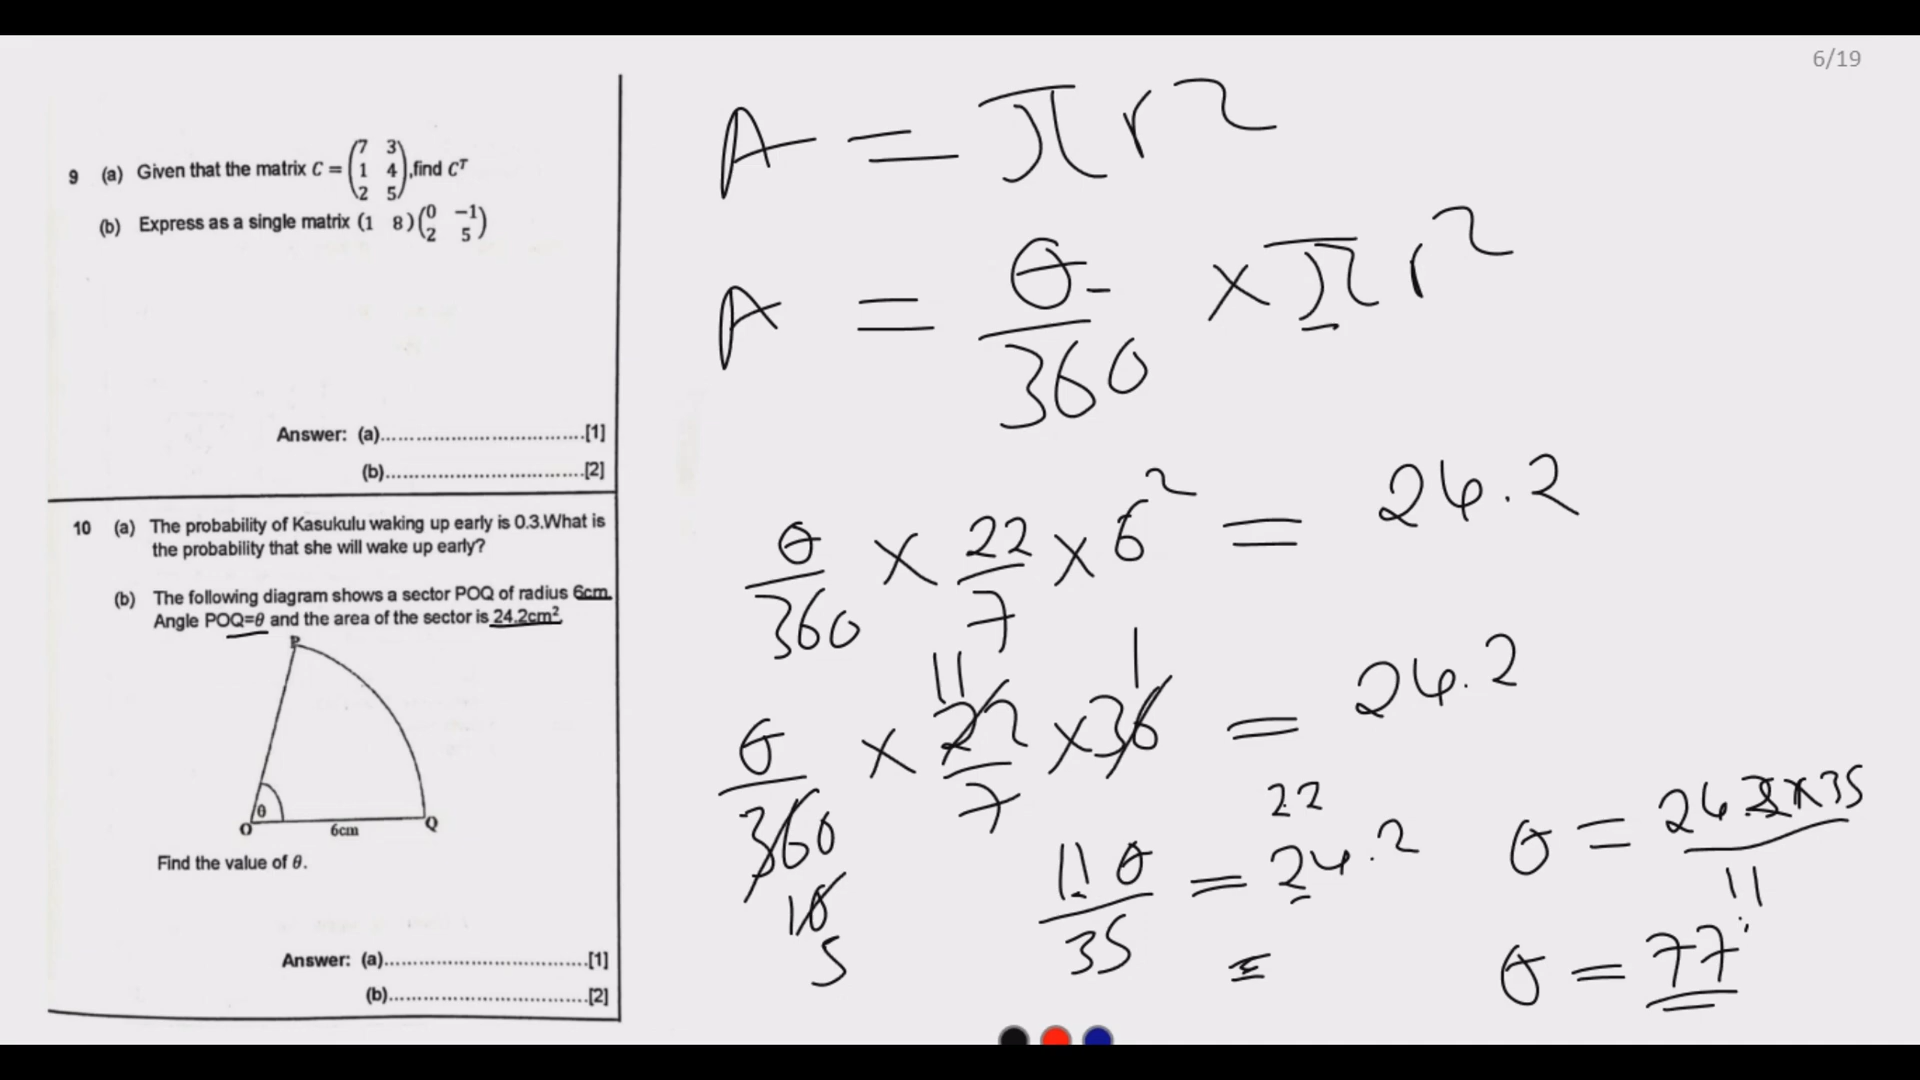 6/19
9 (a) Given that the matrix C = (7 3
1 4
2 5), find Cᵀ
(b) Express as a single matrix (1 8)(0 −1
2 5)
Answer: (a)..................................[1]
(b)..................................[2]
10 (a) The probability of Kasukulu waking up early is 0.3.What is
the probability that she will wake up early?
(b) The following diagram shows a sector POQ of radius 6cm.
Angle POQ=θ and the area of the sector is 24.2cm².
P
θ
O 6cm Q
Find the value of θ.
Answer: (a)..................................[1]
(b)..................................[2]
A = πr²
A = θ/360 × πr²
θ/360 × 22/7 × 6² = 24.2
11 1
θ/360 × 22/7 × 36 = 24.2
10
5
22
11θ/35 = 24.2
=
θ = 24.2×35/11
θ = 77